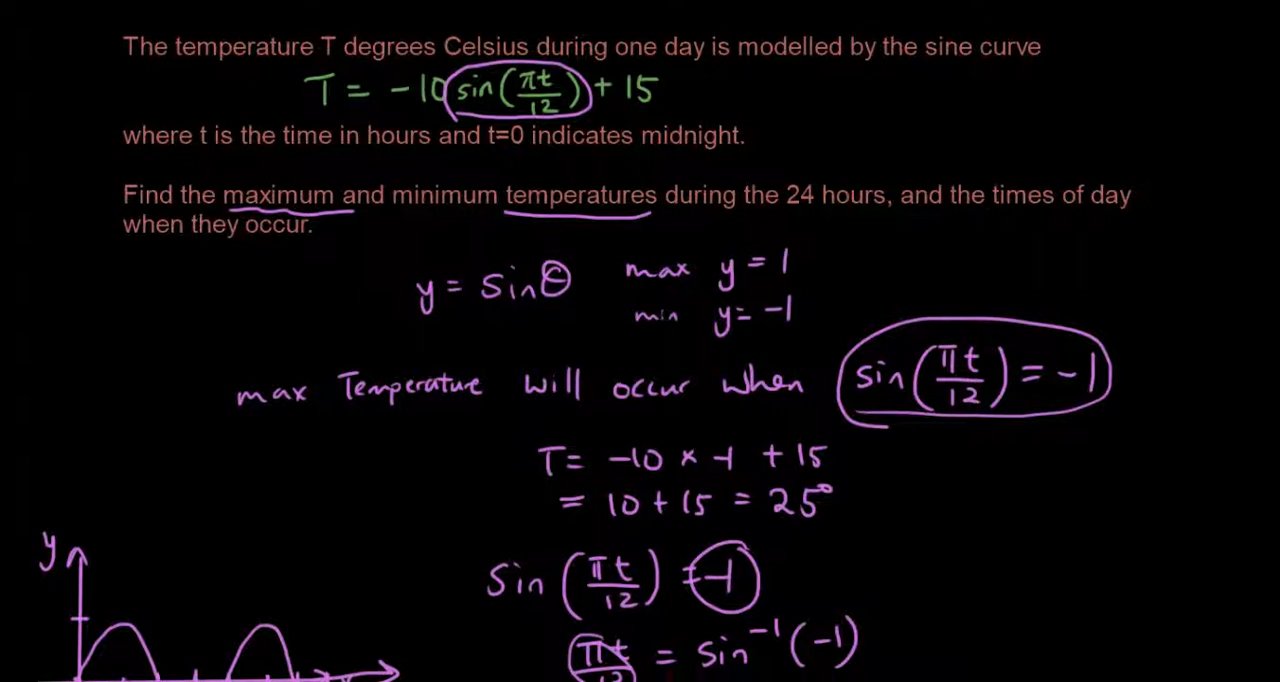 The temperature T degrees Celsius during one day is modelled by the sine curve
T = -10 sin(πt/12) + 15
where t is the time in hours and t=0 indicates midnight.
Find the maximum and minimum temperatures during the 24 hours, and the times of day
when they occur.
y = sinθ max y = 1
min y = -1
max Temperature will occur when sin(πt/12) = -1
T = -10 × -1 + 15
= 10 + 15 = 25°
y
sin(πt/12) = -1
πt/12 = sin⁻¹(-1)